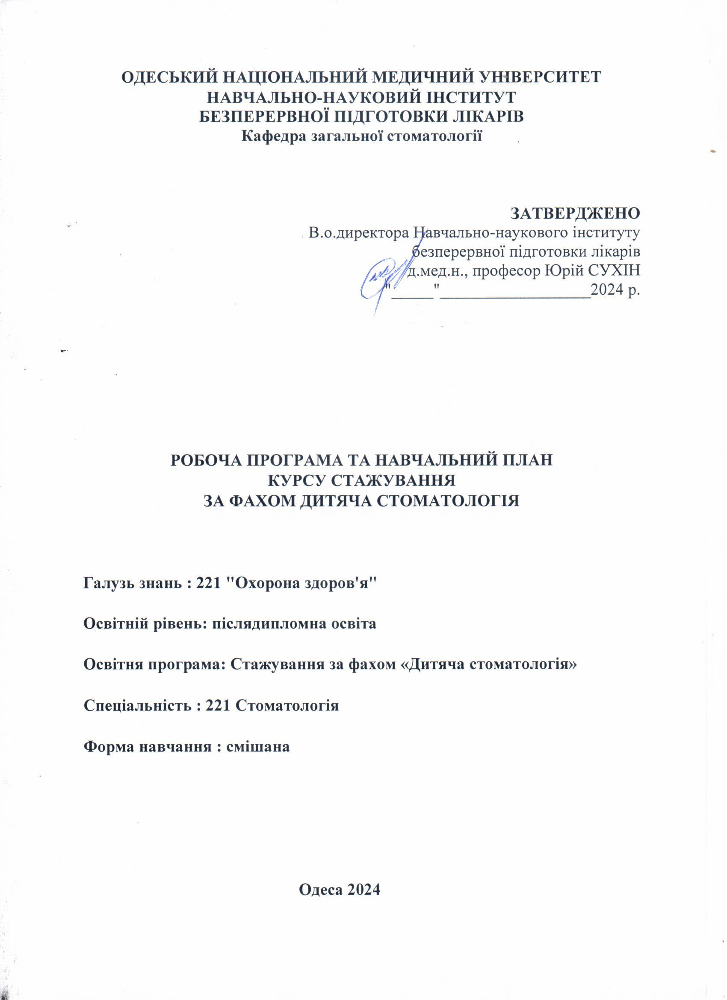 ОДЕСЬКИЙ НАЦІОНАЛЬНИЙ МЕДИЧНИЙ УНІВЕРСИТЕТ
НАВЧАЛЬНО-НАУКОВИЙ ІНСТИТУТ
БЕЗПЕРЕРВНОЇ ПІДГОТОВКИ ЛІКАРІВ
Кафедра загальної стоматології
ЗАТВЕРДЖЕНО
В.о.директора Навчально-наукового інституту
безперервної підготовки лікарів
д.мед.н., професор Юрій СУХІН
"_____"__________________2024 р.
РОБОЧА ПРОГРАМА ТА НАВЧАЛЬНИЙ ПЛАН
КУРСУ СТАЖУВАННЯ
ЗА ФАХОМ ДИТЯЧА СТОМАТОЛОГІЯ
Галузь знань : 221 "Охорона здоров'я"
Освітній рівень: післядипломна освіта
Освітня програма: Стажування за фахом «Дитяча стоматологія»
Спеціальність : 221 Стоматологія
Форма навчання : смішана
Одеса 2024